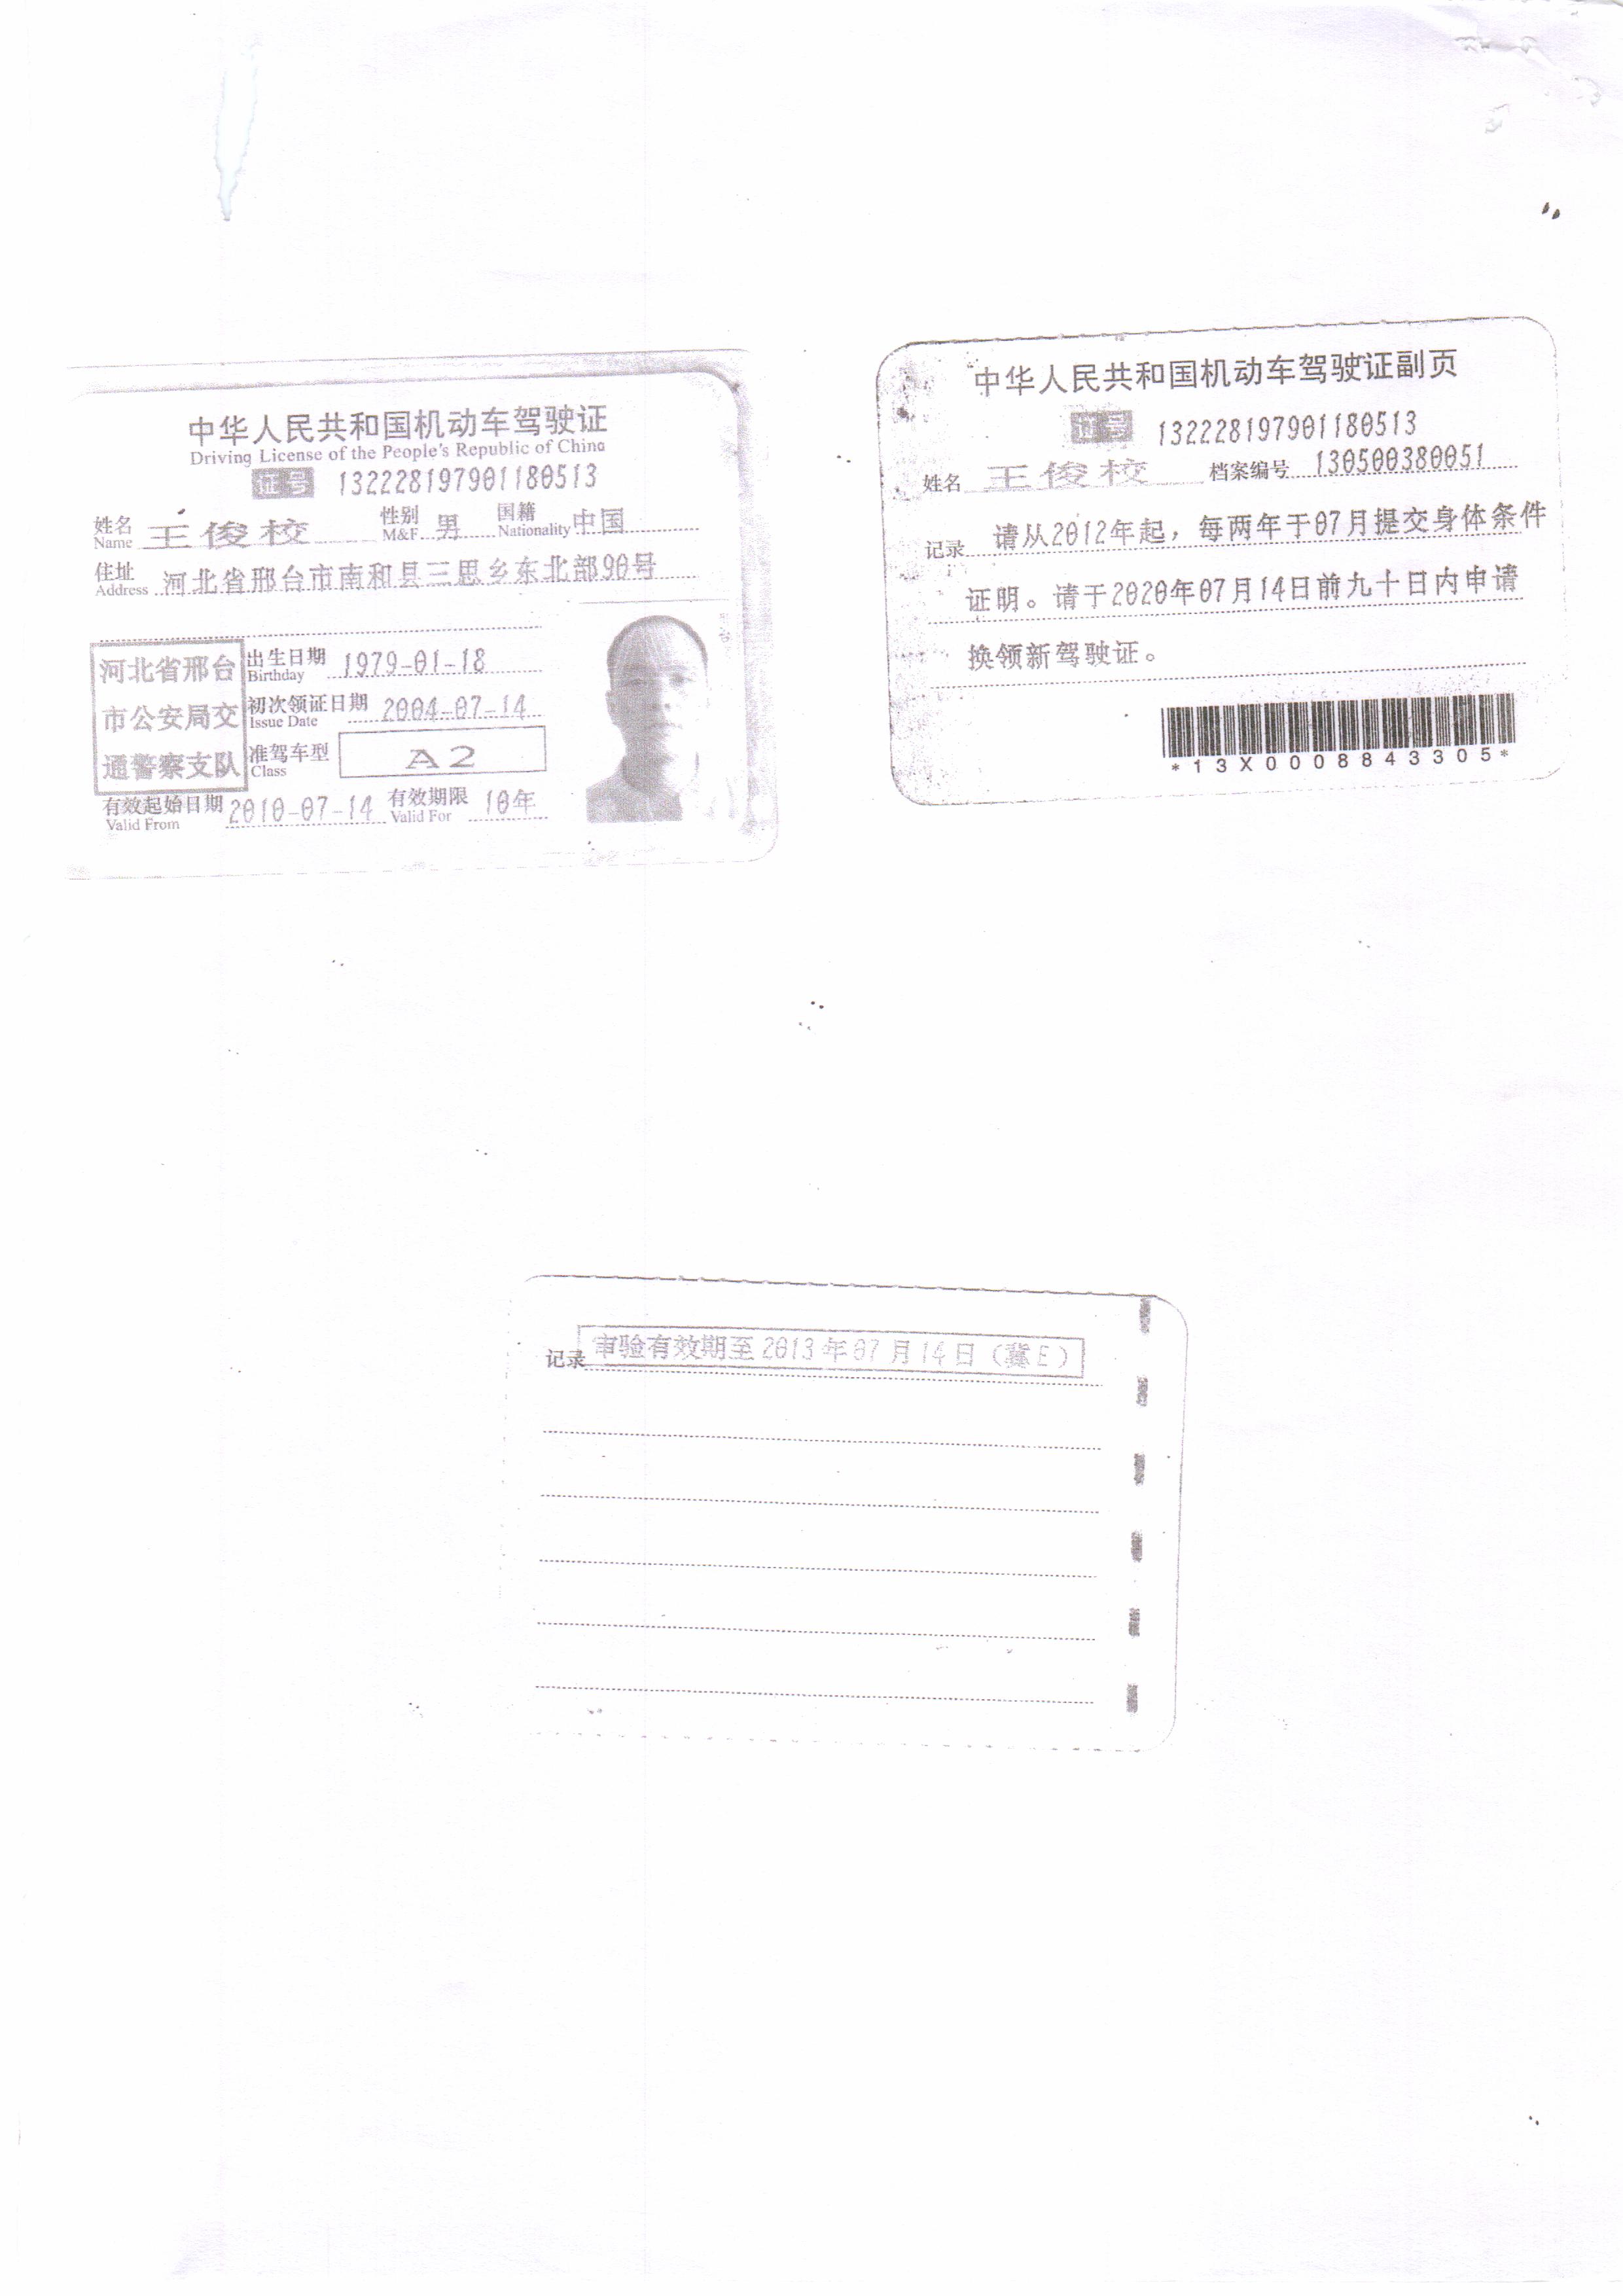 中华人民共和国机动车驾驶证
Driving License of the People's Republic of China
证号 132228197901180513
姓名 Name 王俊校 性别 M&F 男 国籍 Nationality 中国
住址 Address 河北省邢台市南和县三思乡东北部90号
河北省邢台
市公安局交
通警察支队
出生日期 Birthday 1979-01-18
初次领证日期 Issue Date 2004-07-14
准驾车型 Class A2
有效起始日期 Valid From 2010-07-14 有效期限 Valid For 10年
中华人民共和国机动车驾驶证副页
证号 132228197901180513
姓名 王俊校 档案编号 130500380051
记录 请从2012年起，每两年于07月提交身体条件
证明。请于2020年07月14日前九十日内申请
换领新驾驶证。
*13X0008843305*
记录 审验有效期至2013年07月14日（冀E）